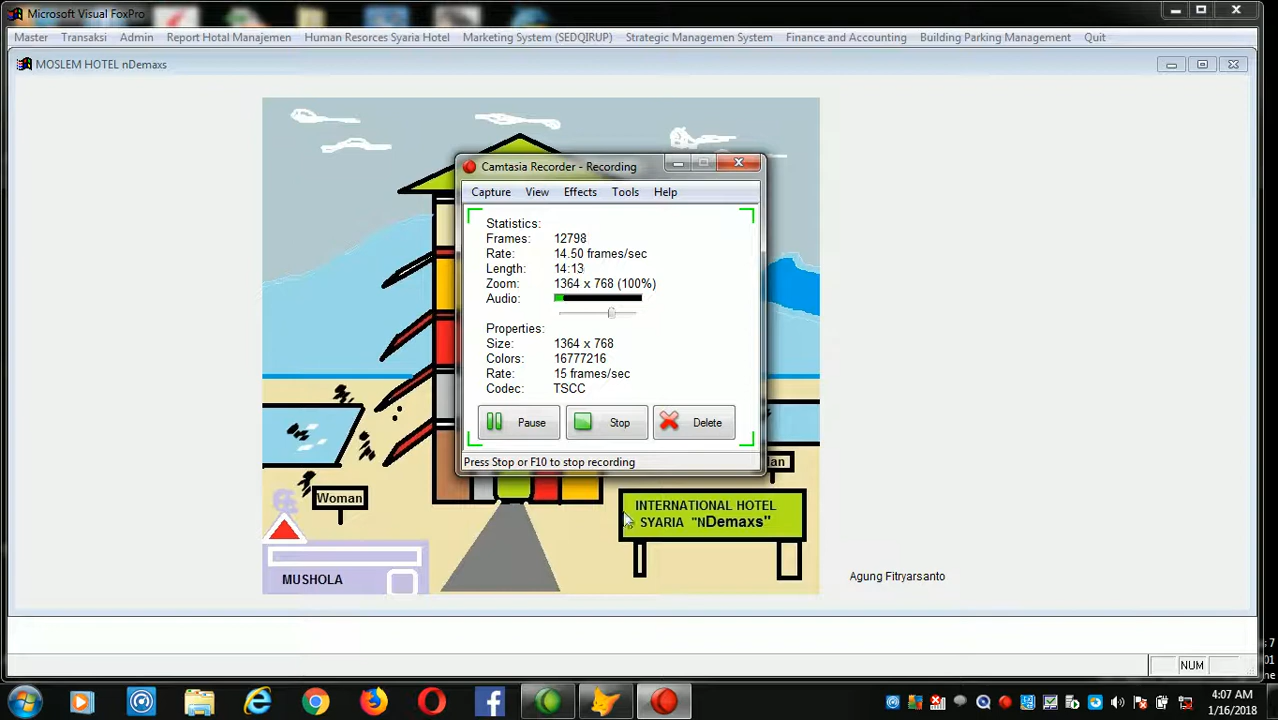 Microsoft Visual FoxPro
Master Transaksi Admin Report Hotal Manajemen Human Resorces Syaria Hotel Marketing System (SEDQIRUP) Strategic Managemen System Finance and Accounting Building Parking Management Quit
MOSLEM HOTEL nDemaxs
Camtasia Recorder - Recording
Capture View Effects Tools Help
Statistics:
Frames: 12798
Rate: 14.50 frames/sec
Length: 14:13
Zoom: 1364 x 768 (100%)
Audio:
Properties:
Size: 1364 x 768
Colors: 16777216
Rate: 15 frames/sec
Codec: TSCC
Pause Stop Delete
Press Stop or F10 to stop recording
Woman
INTERNATIONAL HOTEL
SYARIA "NDemaxs"
MUSHOLA
Agung Fitryarsanto
NUM
4:07 AM
1/16/2018